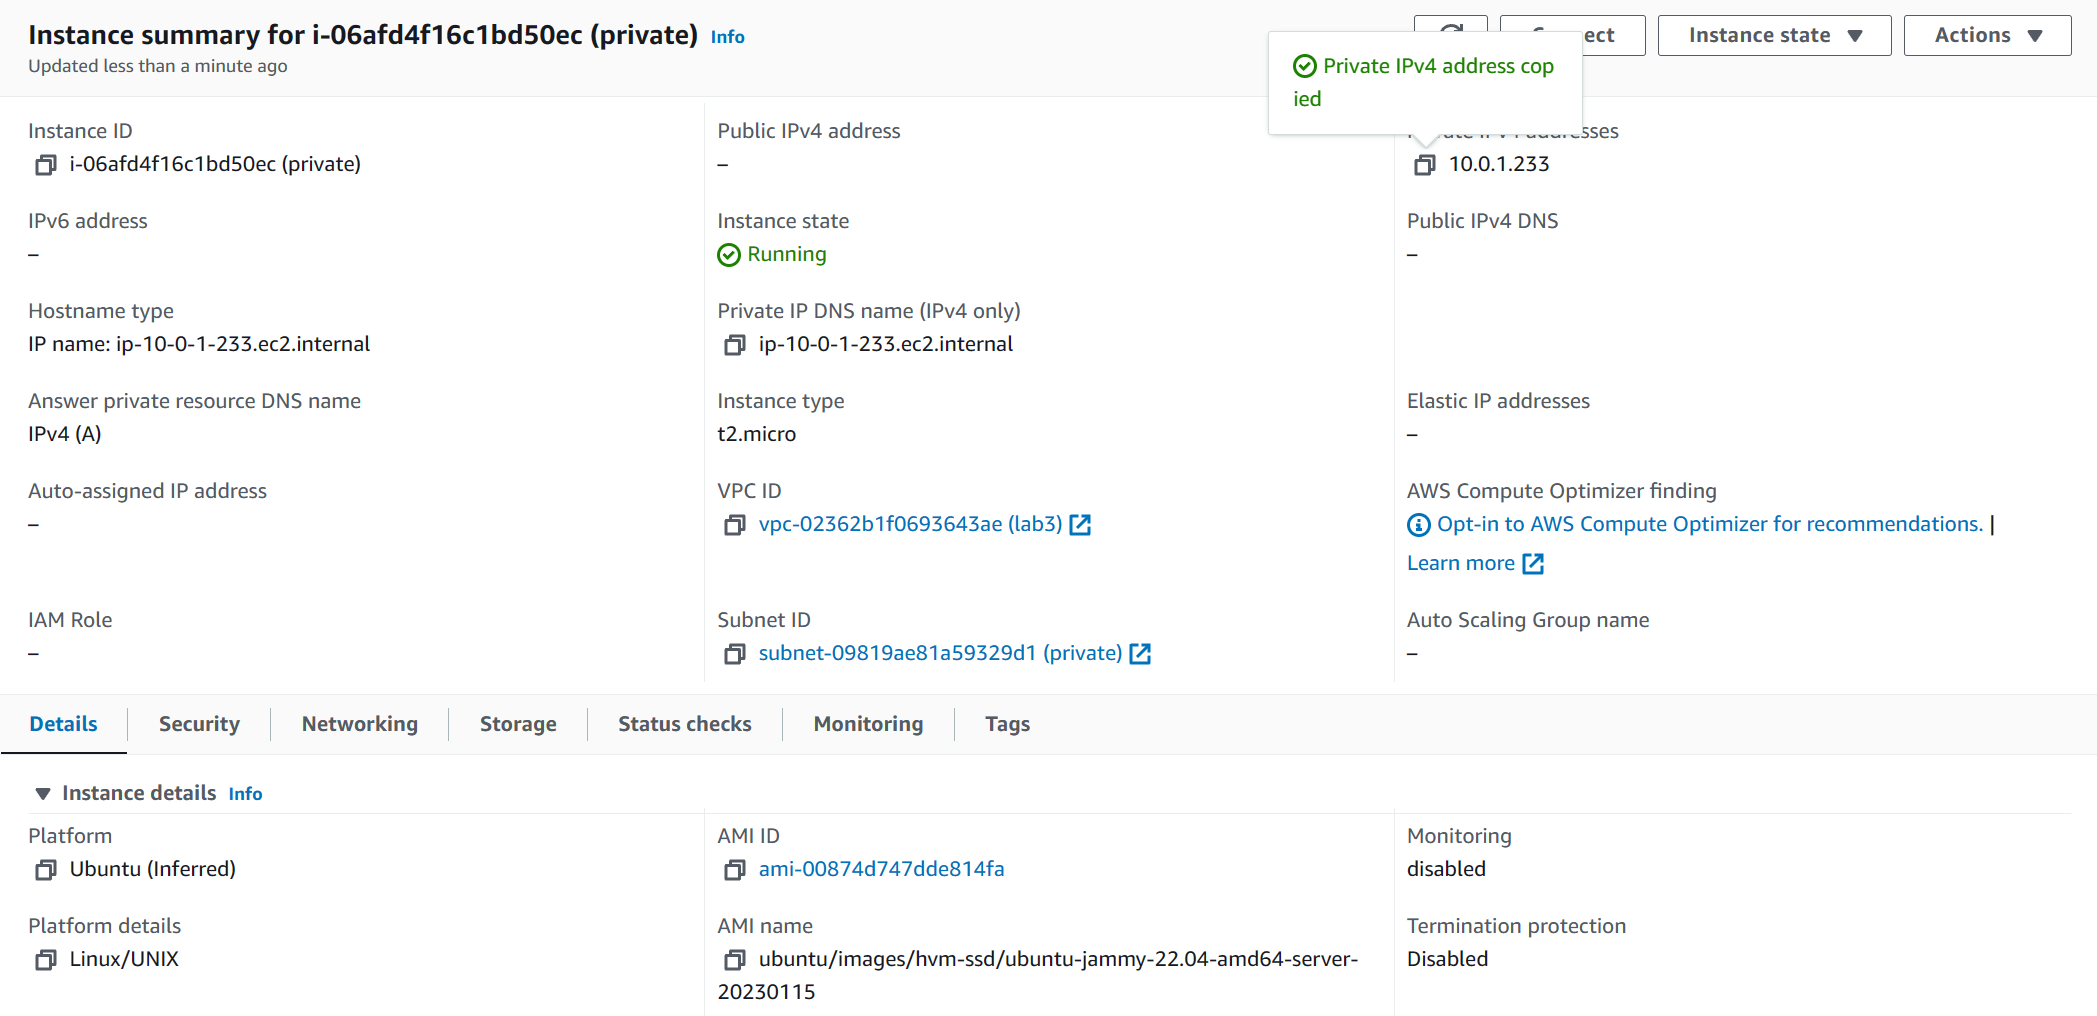 Instance summary for i-06afd4f16c1bd50ec (private) Info
Updated less than a minute ago
Instance state
Actions
Private IPv4 address cop
ied
Instance ID
i-06afd4f16c1bd50ec (private)
Public IPv4 address
–
10.0.1.233
IPv6 address
–
Instance state
Running
Public IPv4 DNS
–
Hostname type
IP name: ip-10-0-1-233.ec2.internal
Private IP DNS name (IPv4 only)
ip-10-0-1-233.ec2.internal
Answer private resource DNS name
IPv4 (A)
Instance type
t2.micro
Elastic IP addresses
–
Auto-assigned IP address
–
VPC ID
vpc-02362b1f0693643ae (lab3)
AWS Compute Optimizer finding
Opt-in to AWS Compute Optimizer for recommendations. |
Learn more
IAM Role
–
Subnet ID
subnet-09819ae81a59329d1 (private)
Auto Scaling Group name
–
Details
Security
Networking
Storage
Status checks
Monitoring
Tags
Instance details Info
Platform
Ubuntu (Inferred)
AMI ID
ami-00874d747dde814fa
Monitoring
disabled
Platform details
Linux/UNIX
AMI name
ubuntu/images/hvm-ssd/ubuntu-jammy-22.04-amd64-server-
20230115
Termination protection
Disabled